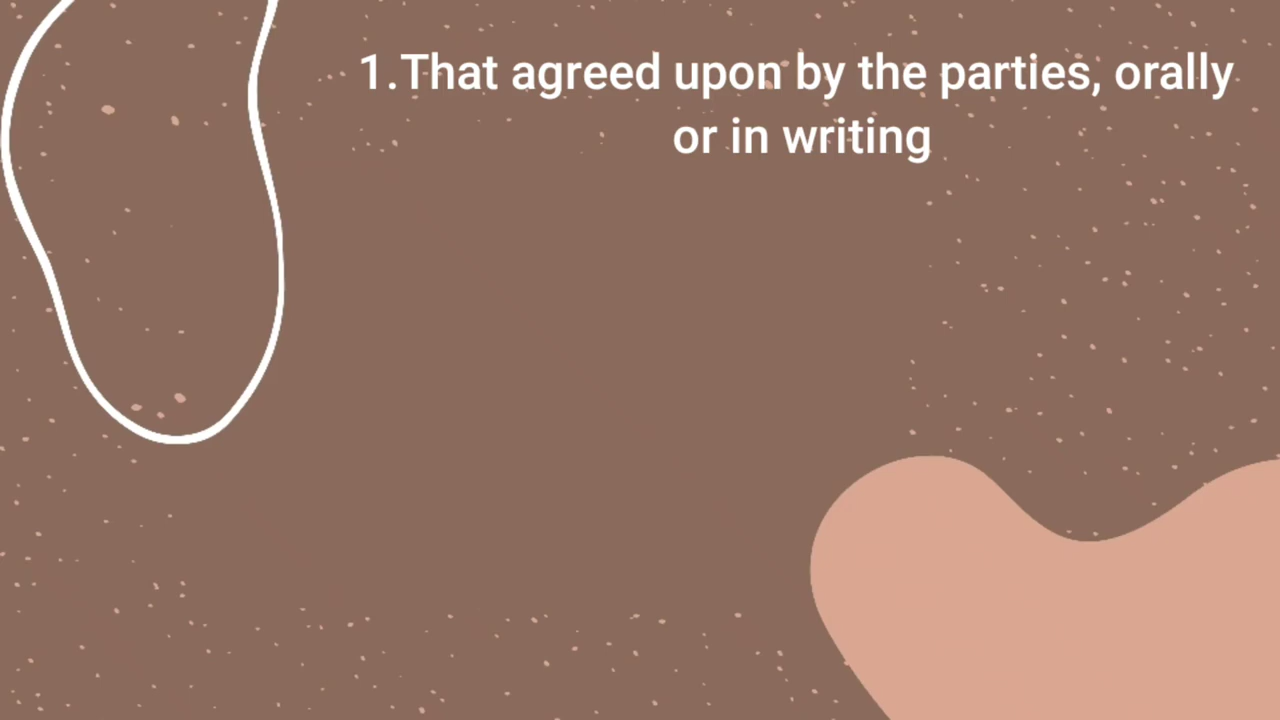 1.That agreed upon by the parties, orally
or in writing